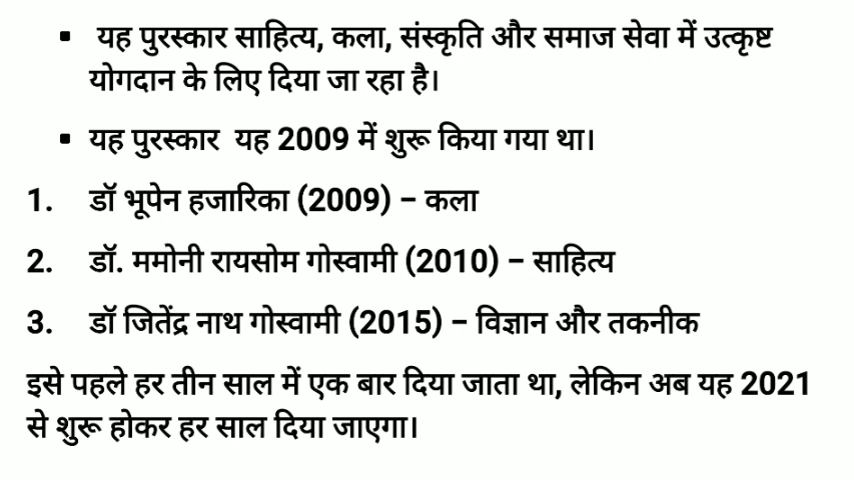 ▪ यह पुरस्कार साहित्य, कला, संस्कृति और समाज सेवा में उत्कृष्ट
योगदान के लिए दिया जा रहा है।
▪ यह पुरस्कार यह 2009 में शुरू किया गया था।
1. डॉ भूपेन हजारिका (2009) – कला
2. डॉ. ममोनी रायसोम गोस्वामी (2010) – साहित्य
3. डॉ जितेंद्र नाथ गोस्वामी (2015) – विज्ञान और तकनीक
इसे पहले हर तीन साल में एक बार दिया जाता था, लेकिन अब यह 2021
से शुरू होकर हर साल दिया जाएगा।